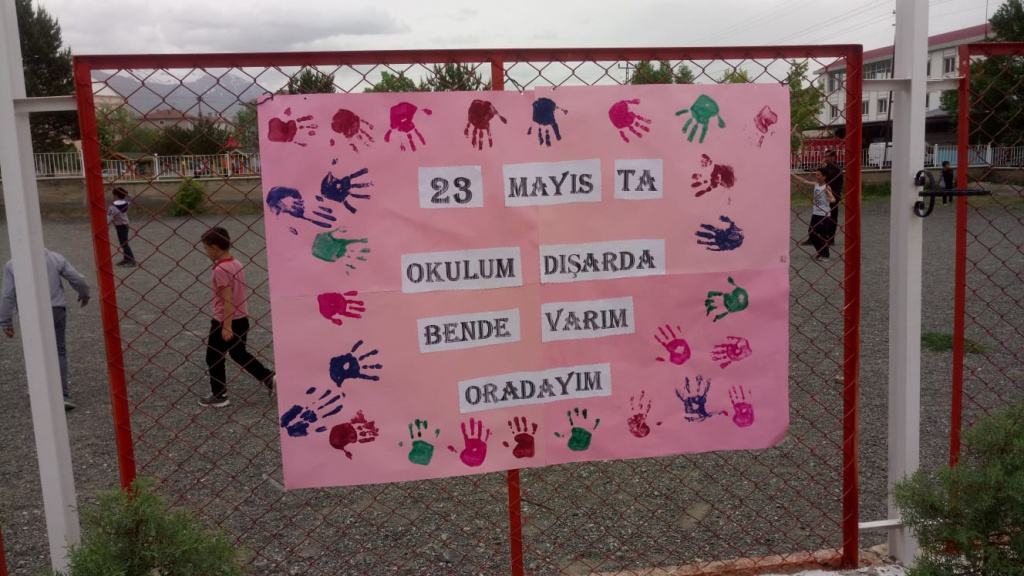 23 MAYIS TA
OKULUM DIŞARDA
BENDE VARIM
ORADAYIM